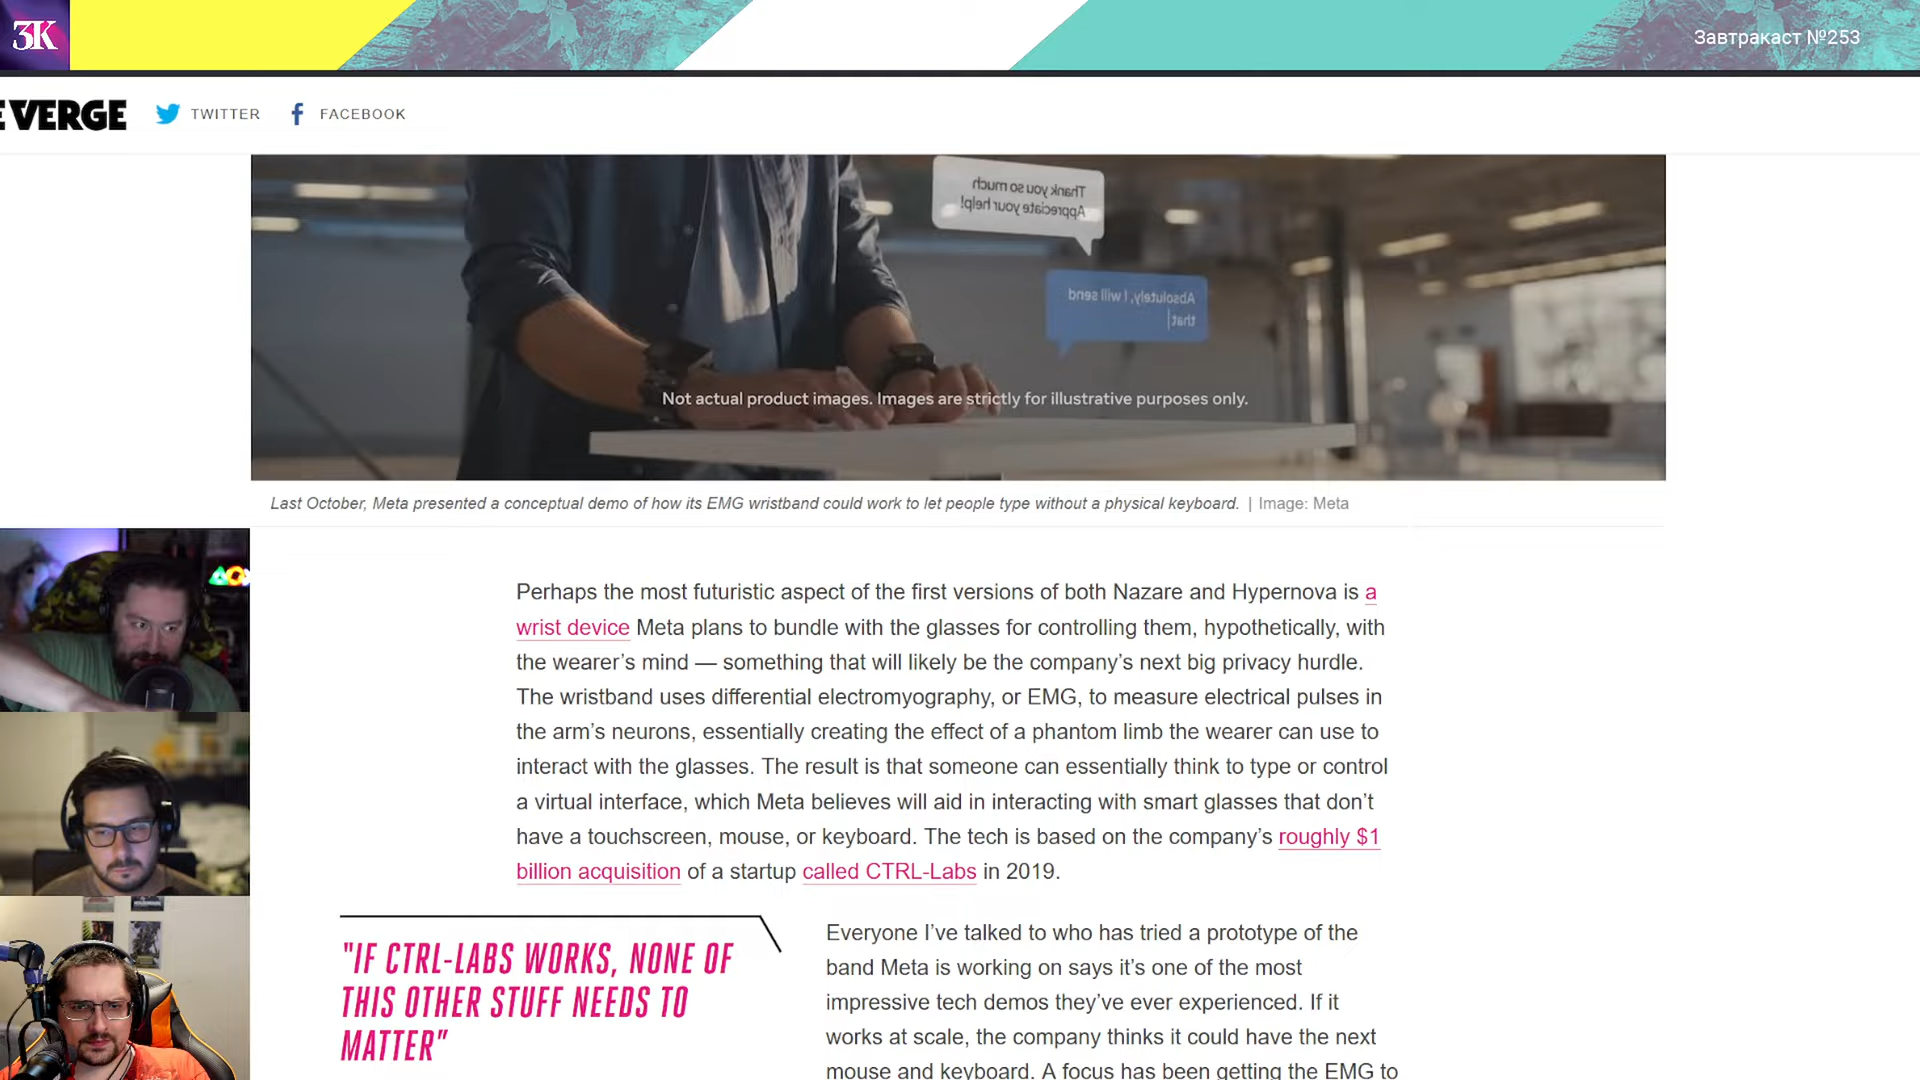 3K
Завтракаст №253
E VERGE
TWITTER
FACEBOOK
Thank you so much
Appreciate your help!
Absolutely, I will send
that
Not actual product images. Images are strictly for illustrative purposes only.
Last October, Meta presented a conceptual demo of how its EMG wristband could work to let people type without a physical keyboard. | Image: Meta
Perhaps the most futuristic aspect of the first versions of both Nazare and Hypernova is a
wrist device Meta plans to bundle with the glasses for controlling them, hypothetically, with
the wearer’s mind — something that will likely be the company’s next big privacy hurdle.
The wristband uses differential electromyography, or EMG, to measure electrical pulses in
the arm’s neurons, essentially creating the effect of a phantom limb the wearer can use to
interact with the glasses. The result is that someone can essentially think to type or control
a virtual interface, which Meta believes will aid in interacting with smart glasses that don’t
have a touchscreen, mouse, or keyboard. The tech is based on the company’s roughly $1
billion acquisition of a startup called CTRL-Labs in 2019.
"IF CTRL-LABS WORKS, NONE OF
THIS OTHER STUFF NEEDS TO
MATTER"
Everyone I’ve talked to who has tried a prototype of the
band Meta is working on says it’s one of the most
impressive tech demos they’ve ever experienced. If it
works at scale, the company thinks it could have the next
mouse and keyboard. A focus has been getting the EMG to